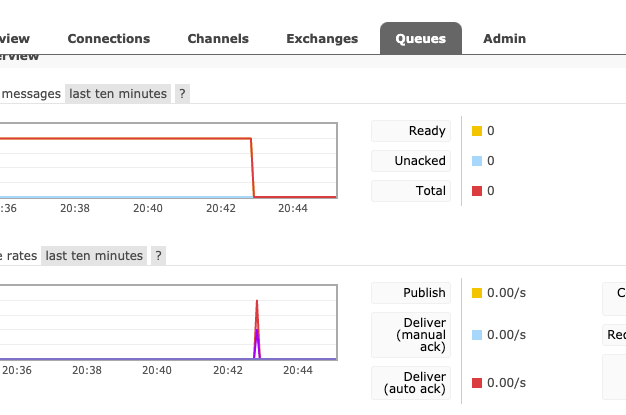 view Connections Channels Exchanges Queues Admin
erview
messages last ten minutes ?
Ready 0
Unacked 0
Total 0
:36 20:38 20:40 20:42 20:44
e rates last ten minutes ?
Publish 0.00/s C
Deliver
(manual
ack) 0.00/s Rec
Deliver
(auto ack) 0.00/s
20:36 20:38 20:40 20:42 20:44